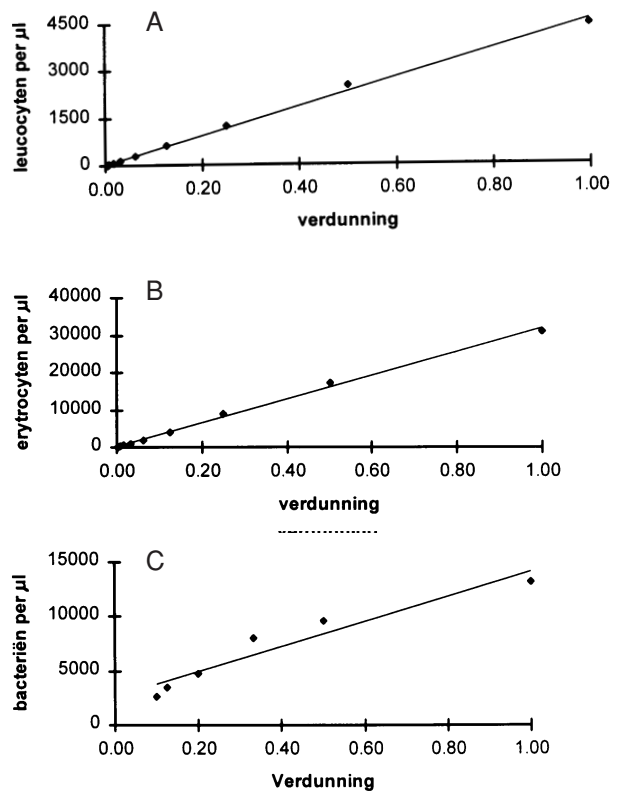 A
leucocyten per µl
4500
3000
1500
0
0.00 0.20 0.40 0.60 0.80 1.00
verdunning
B
erytrocyten per µl
40000
30000
20000
10000
0
0.00 0.20 0.40 0.60 0.80 1.00
verdunning
C
bacteriën per µl
15000
10000
5000
0
0.00 0.20 0.40 0.60 0.80 1.00
Verdunning